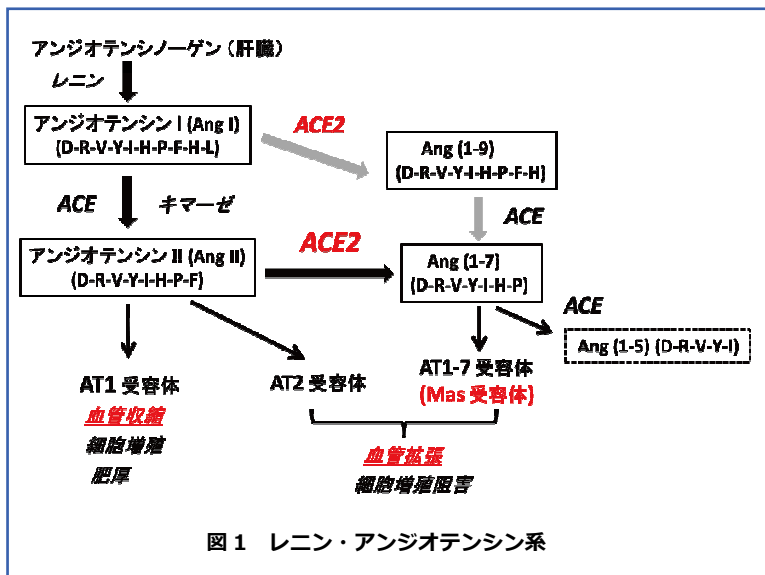 アンジオテンシノーゲン（肝臓）
レニン
アンジオテンシン I (Ang I)
(D-R-V-Y-I-H-P-F-H-L)
ACE2
Ang (1-9)
(D-R-V-Y-I-H-P-F-H)
ACE キマーゼ
ACE
アンジオテンシン II (Ang II)
(D-R-V-Y-I-H-P-F)
ACE2
Ang (1-7)
(D-R-V-Y-I-H-P)
ACE
Ang (1-5) (D-R-V-Y-I)
AT1 受容体
血管収縮
細胞増殖
肥厚
AT2 受容体
AT1-7 受容体
(Mas 受容体)
血管拡張
細胞増殖阻害
図 1 レニン・アンジオテンシン系